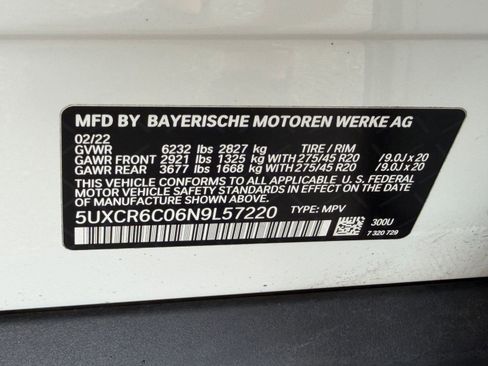 MFD BY BAYERISCHE MOTOREN WERKE AG
02/22
GVWR 6232 lbs 2827 kg TIRE / RIM
GAWR FRONT 2921 lbs 1325 kg WITH 275/45 R20 / 9.0J x 20
GAWR REAR 3677 lbs 1668 kg WITH 275/45 R20 / 9.0J x 20
THIS VEHICLE CONFORMS TO ALL APPLICABLE U.S. FEDERAL
MOTOR VEHICLE SAFETY STANDARDS IN EFFECT ON THE
DATE OF MANUFACTURE SHOWN ABOVE.
5UXCR6C06N9L57220 TYPE: MPV
300U
7 320 729